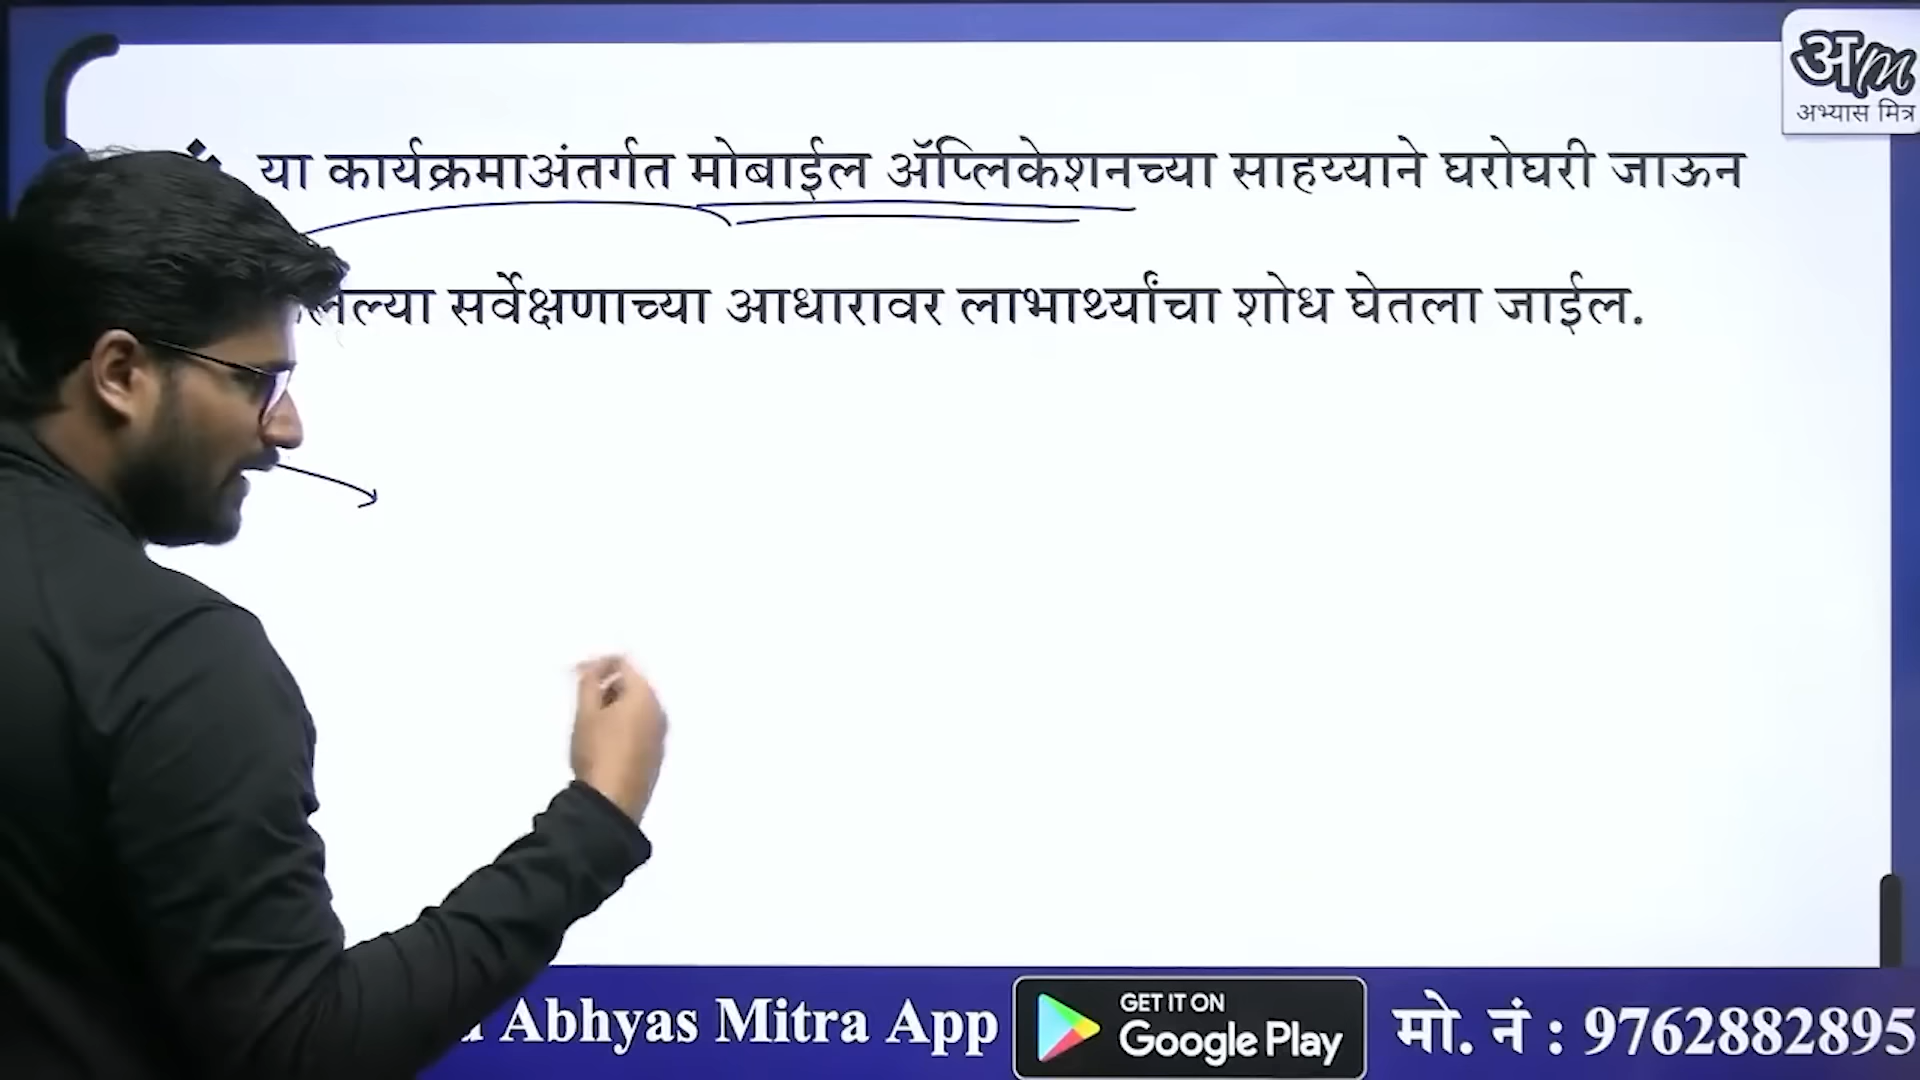 अm
अभ्यास मित्र
या कार्यक्रमाअंतर्गत मोबाईल ॲप्लिकेशनच्या साहय्याने घरोघरी जाऊन
सर्वेक्षणाच्या आधारावर लाभार्थ्यांचा शोध घेतला जाईल.
Abhyas Mitra App
GET IT ON
Google Play
मो. नं : 9762882895